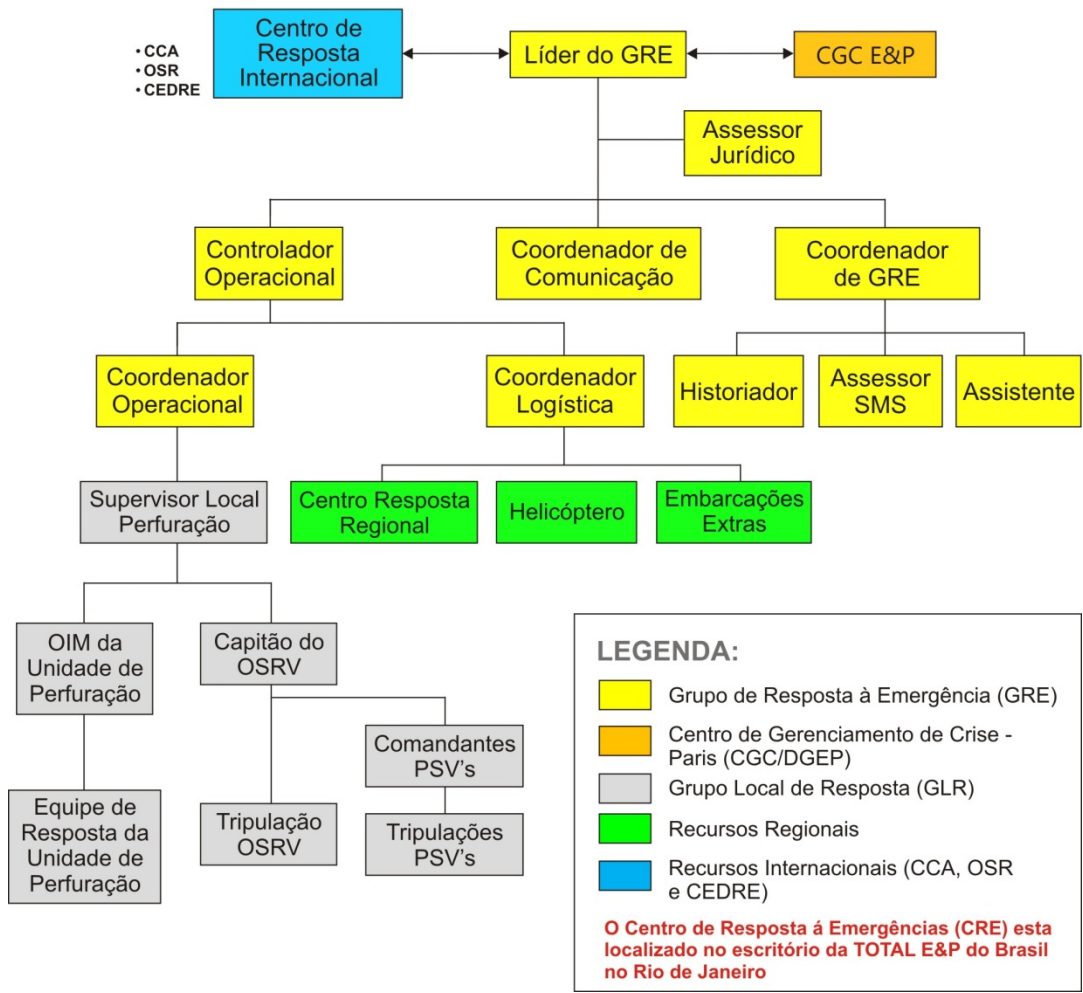 • CCA
• OSR
• CEDRE
Centro de
Resposta
Internacional
Líder do GRE
CGC E&P
Assessor
Jurídico
Controlador
Operacional
Coordenador de
Comunicação
Coordenador
de GRE
Coordenador
Operacional
Coordenador
Logística
Historiador
Assessor
SMS
Assistente
Supervisor Local
Perfuração
Centro Resposta
Regional
Helicóptero
Embarcações
Extras
OIM da
Unidade de
Perfuração
Capitão do
OSRV
Comandantes
PSV's
Equipe de
Resposta da
Unidade de
Perfuração
Tripulação
OSRV
Tripulações
PSV's
LEGENDA:
Grupo de Resposta à Emergência (GRE)
Centro de Gerenciamento de Crise -
Paris (CGC/DGEP)
Grupo Local de Resposta (GLR)
Recursos Regionais
Recursos Internacionais (CCA, OSR
e CEDRE)
O Centro de Resposta á Emergências (CRE) esta
localizado no escritório da TOTAL E&P do Brasil
no Rio de Janeiro